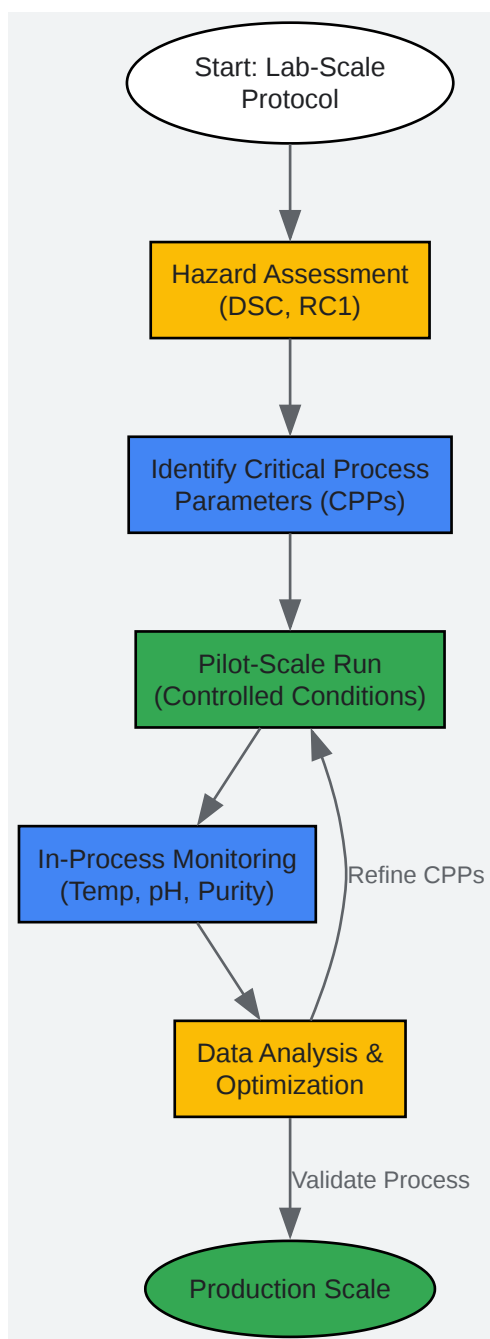 Start: Lab-Scale
Protocol
Hazard Assessment
(DSC, RC1)
Identify Critical Process
Parameters (CPPs)
Pilot-Scale Run
(Controlled Conditions)
In-Process Monitoring
(Temp, pH, Purity)
Refine CPPs
Data Analysis &
Optimization
Validate Process
Production Scale